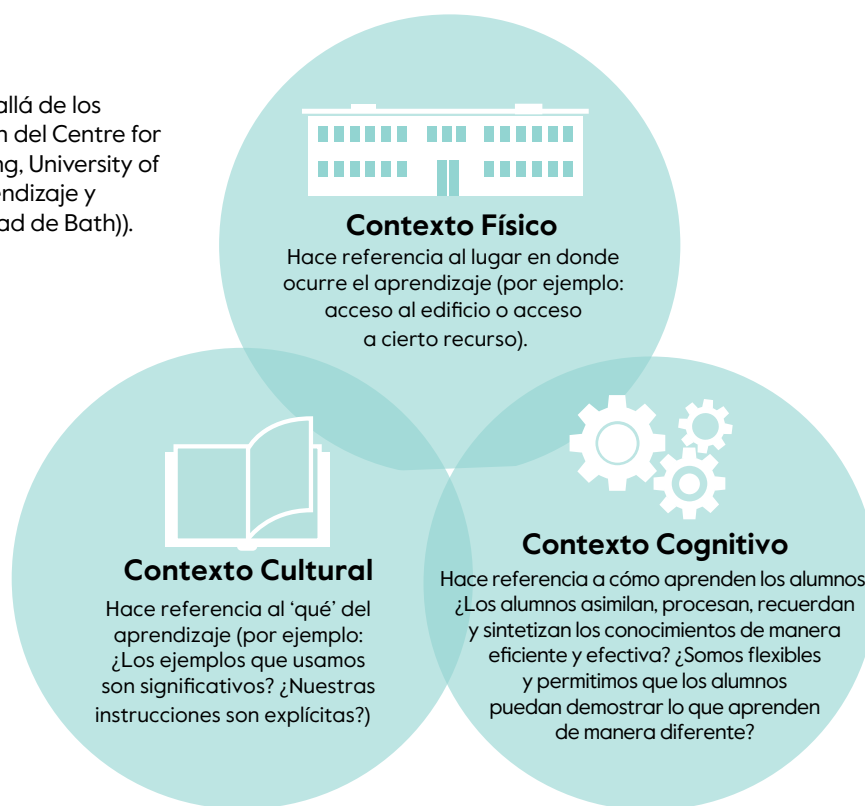 allá de los
del Centre for
ng, University of
endizaje y
ad de Bath)).
Contexto Físico
Hace referencia al lugar en donde
ocurre el aprendizaje (por ejemplo:
acceso al edificio o acceso
a cierto recurso).
Contexto Cultural
Hace referencia al ‘qué’ del
aprendizaje (por ejemplo:
¿Los ejemplos que usamos
son significativos? ¿Nuestras
instrucciones son explícitas?)
Contexto Cognitivo
Hace referencia a cómo aprenden los alumnos
¿Los alumnos asimilan, procesan, recuerdan
y sintetizan los conocimientos de manera
eficiente y efectiva? ¿Somos flexibles
y permitimos que los alumnos
puedan demostrar lo que aprenden
de manera diferente?